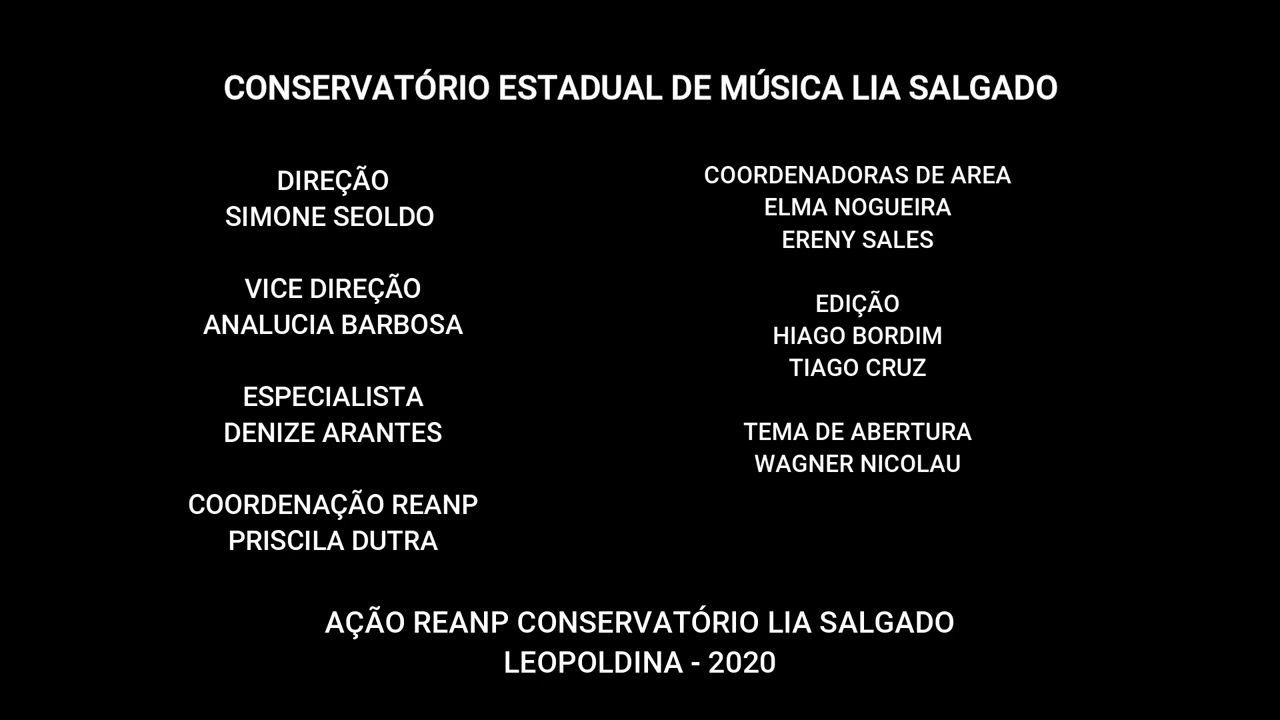 CONSERVATÓRIO ESTADUAL DE MÚSICA LIA SALGADO
DIREÇÃO
SIMONE SEOLDO
VICE DIREÇÃO
ANALUCIA BARBOSA
ESPECIALISTA
DENIZE ARANTES
COORDENAÇÃO REANP
PRISCILA DUTRA
COORDENADORAS DE AREA
ELMA NOGUEIRA
ERENY SALES
EDIÇÃO
HIAGO BORDIM
TIAGO CRUZ
TEMA DE ABERTURA
WAGNER NICOLAU
AÇÃO REANP CONSERVATÓRIO LIA SALGADO
LEOPOLDINA - 2020